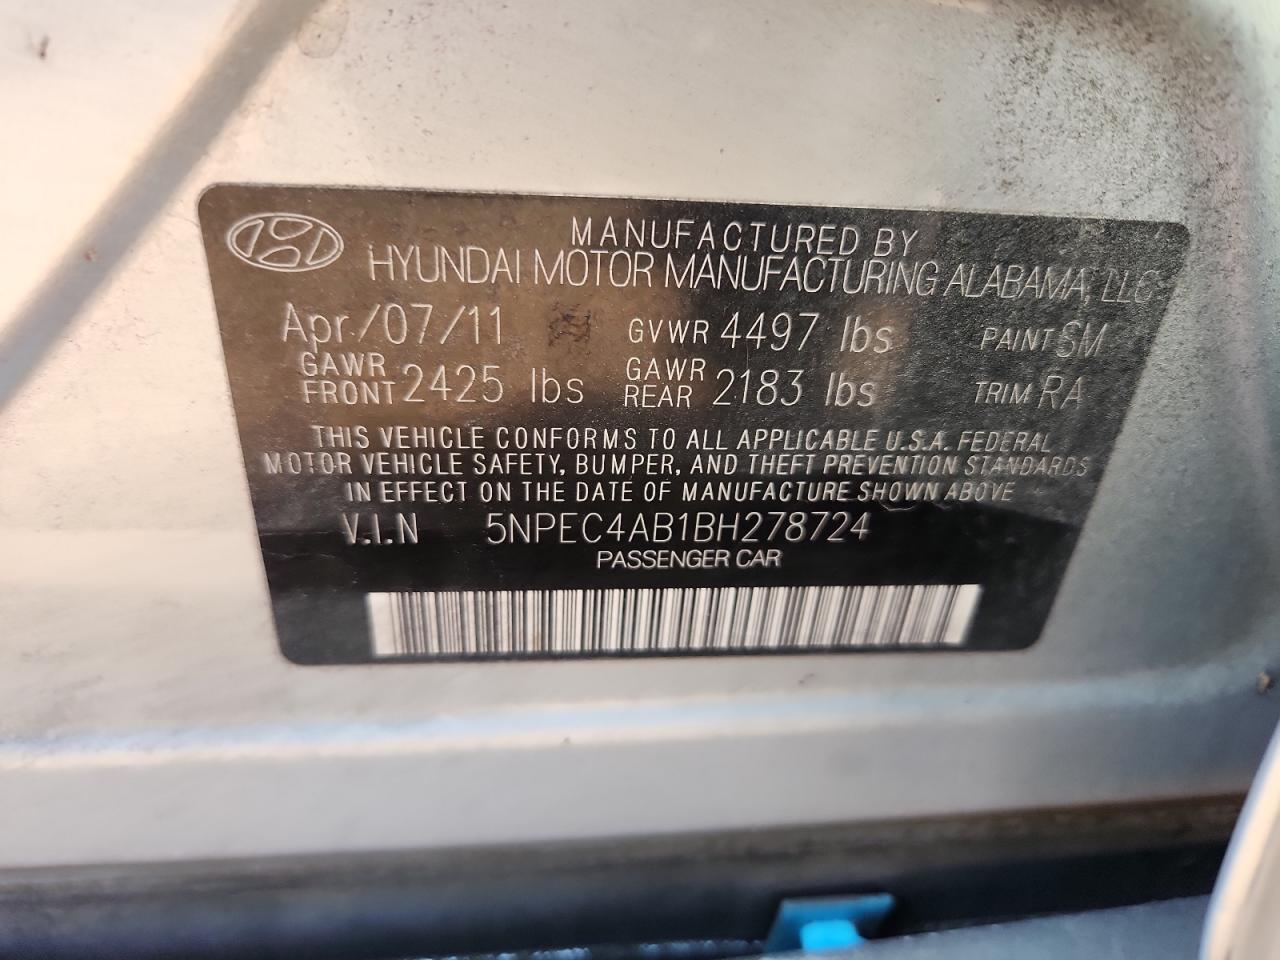 MANUFACTURED BY
HYUNDAI MOTOR MANUFACTURING ALABAMA, LLC
Apr/07/11 GVWR 4497 lbs PAINT SM
GAWR FRONT 2425 lbs GAWR REAR 2183 lbs TRIM RA
THIS VEHICLE CONFORMS TO ALL APPLICABLE U.S.A. FEDERAL
MOTOR VEHICLE SAFETY, BUMPER, AND THEFT PREVENTION STANDARDS
IN EFFECT ON THE DATE OF MANUFACTURE SHOWN ABOVE
V.I.N 5NPEC4AB1BH278724
PASSENGER CAR